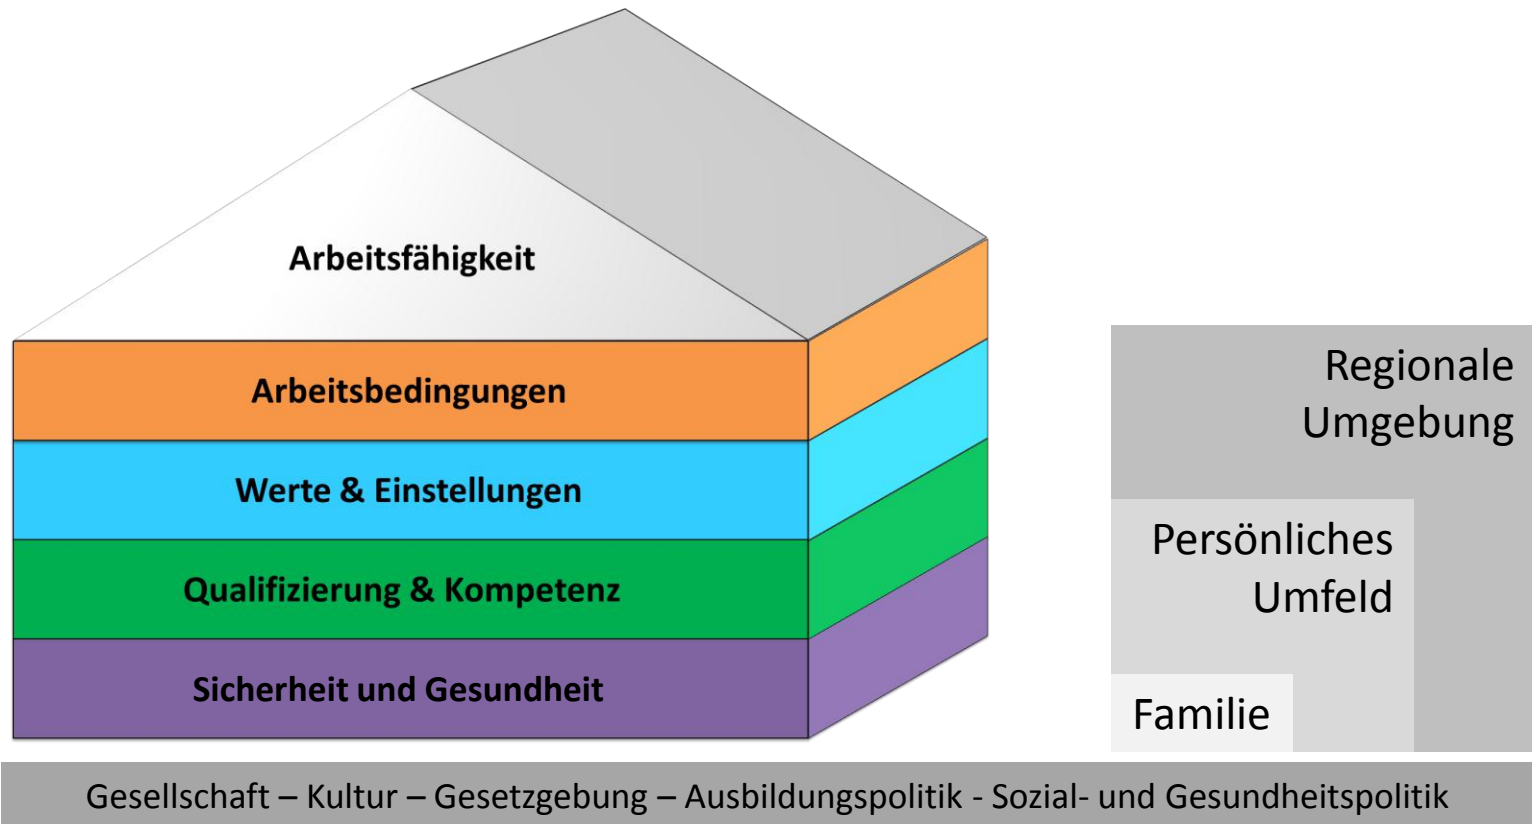 Arbeitsfähigkeit
Arbeitsbedingungen
Werte & Einstellungen
Qualifizierung & Kompetenz
Sicherheit und Gesundheit
Regionale
Umgebung
Persönliches
Umfeld
Familie
Gesellschaft – Kultur – Gesetzgebung – Ausbildungspolitik - Sozial- und Gesundheitspolitik